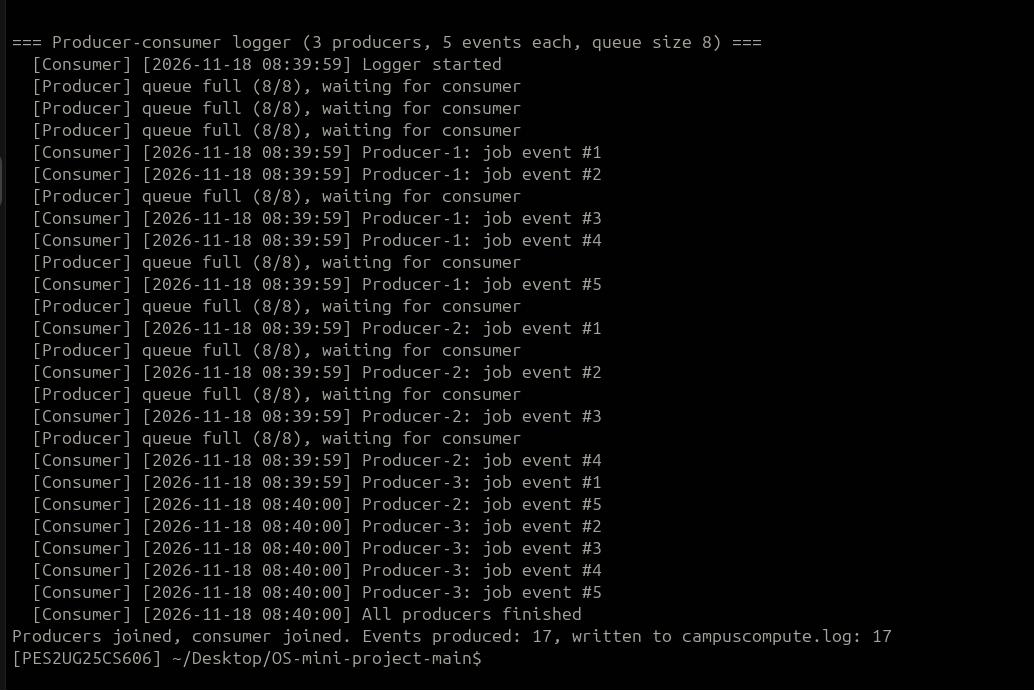 === Producer-consumer logger (3 producers, 5 events each, queue size 8) ===
[Consumer] [2026-11-18 08:39:59] Logger started
[Producer] queue full (8/8), waiting for consumer
[Producer] queue full (8/8), waiting for consumer
[Producer] queue full (8/8), waiting for consumer
[Consumer] [2026-11-18 08:39:59] Producer-1: job event #1
[Consumer] [2026-11-18 08:39:59] Producer-1: job event #2
[Producer] queue full (8/8), waiting for consumer
[Consumer] [2026-11-18 08:39:59] Producer-1: job event #3
[Consumer] [2026-11-18 08:39:59] Producer-1: job event #4
[Producer] queue full (8/8), waiting for consumer
[Consumer] [2026-11-18 08:39:59] Producer-1: job event #5
[Producer] queue full (8/8), waiting for consumer
[Consumer] [2026-11-18 08:39:59] Producer-2: job event #1
[Producer] queue full (8/8), waiting for consumer
[Consumer] [2026-11-18 08:39:59] Producer-2: job event #2
[Producer] queue full (8/8), waiting for consumer
[Consumer] [2026-11-18 08:39:59] Producer-2: job event #3
[Producer] queue full (8/8), waiting for consumer
[Consumer] [2026-11-18 08:39:59] Producer-2: job event #4
[Consumer] [2026-11-18 08:39:59] Producer-3: job event #1
[Consumer] [2026-11-18 08:40:00] Producer-2: job event #5
[Consumer] [2026-11-18 08:40:00] Producer-3: job event #2
[Consumer] [2026-11-18 08:40:00] Producer-3: job event #3
[Consumer] [2026-11-18 08:40:00] Producer-3: job event #4
[Consumer] [2026-11-18 08:40:00] Producer-3: job event #5
[Consumer] [2026-11-18 08:40:00] All producers finished
Producers joined, consumer joined. Events produced: 17, written to campuscompute.log: 17
[PES2UG25CS606] ~/Desktop/OS-mini-project-main$